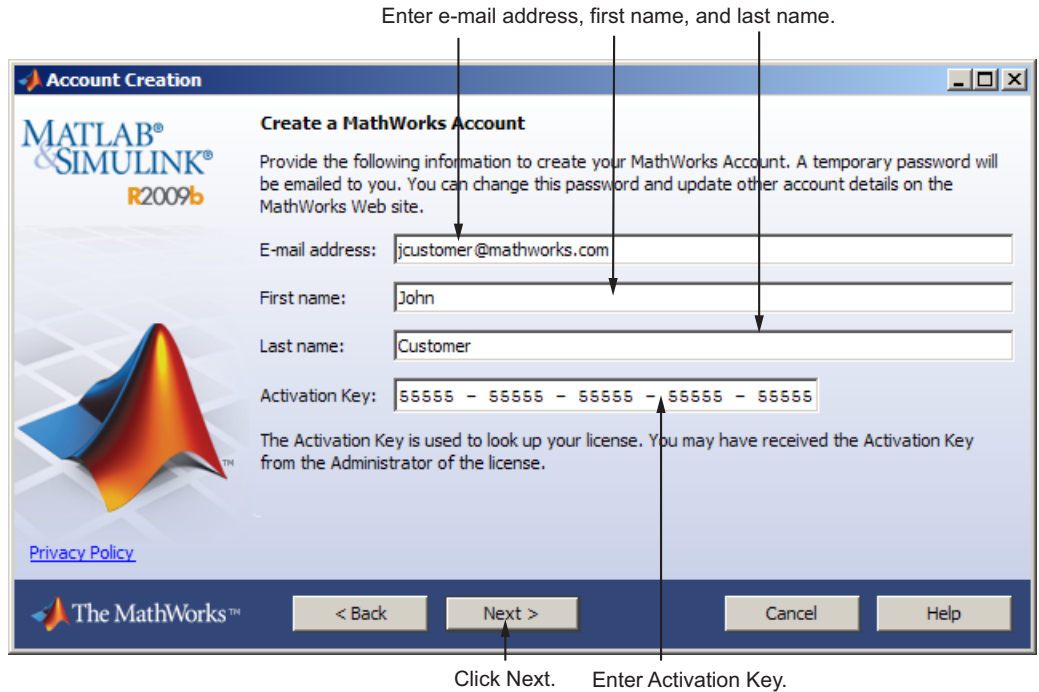 Enter e-mail address, first name, and last name.
Account Creation
MATLAB®
&SIMULINK®
R2009b
Create a MathWorks Account
Provide the following information to create your MathWorks Account. A temporary password will
be emailed to you. You can change this password and update other account details on the
MathWorks Web site.
E-mail address: jcustomer@mathworks.com
First name: John
Last name: Customer
Activation Key: 55555 - 55555 - 55555 - 55555 - 55555
The Activation Key is used to look up your license. You may have received the Activation Key
from the Administrator of the license.
TM
Privacy Policy
The MathWorks™ < Back Next > Cancel Help
Click Next. Enter Activation Key.